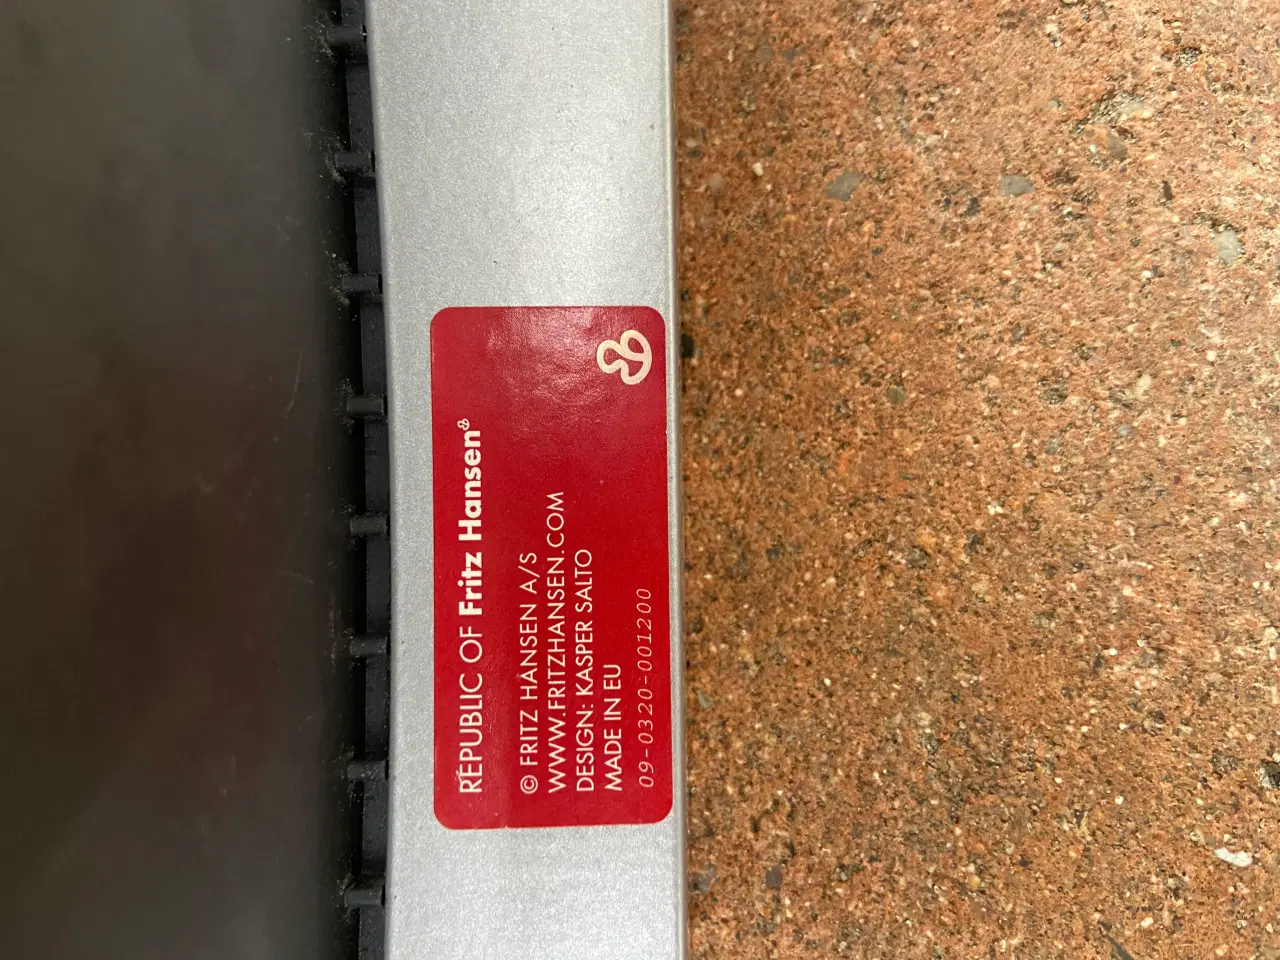 REPUBLIC OF Fritz Hansen
© FRITZ HANSEN A/S
WWW.FRITZHANSEN.COM
DESIGN: KASPER SALTO
MADE IN EU
09-0320-001200